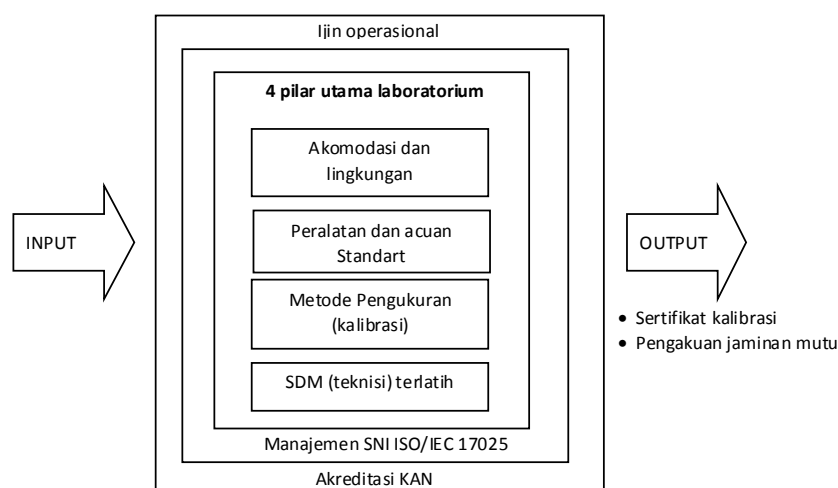 Ijin operasional
4 pilar utama laboratorium
Akomodasi dan
lingkungan
Peralatan dan acuan
Standart
Metode Pengukuran
(kalibrasi)
SDM (teknisi) terlatih
Manajemen SNI ISO/IEC 17025
Akreditasi KAN
INPUT
OUTPUT
• Sertifikat kalibrasi
• Pengakuan jaminan mutu